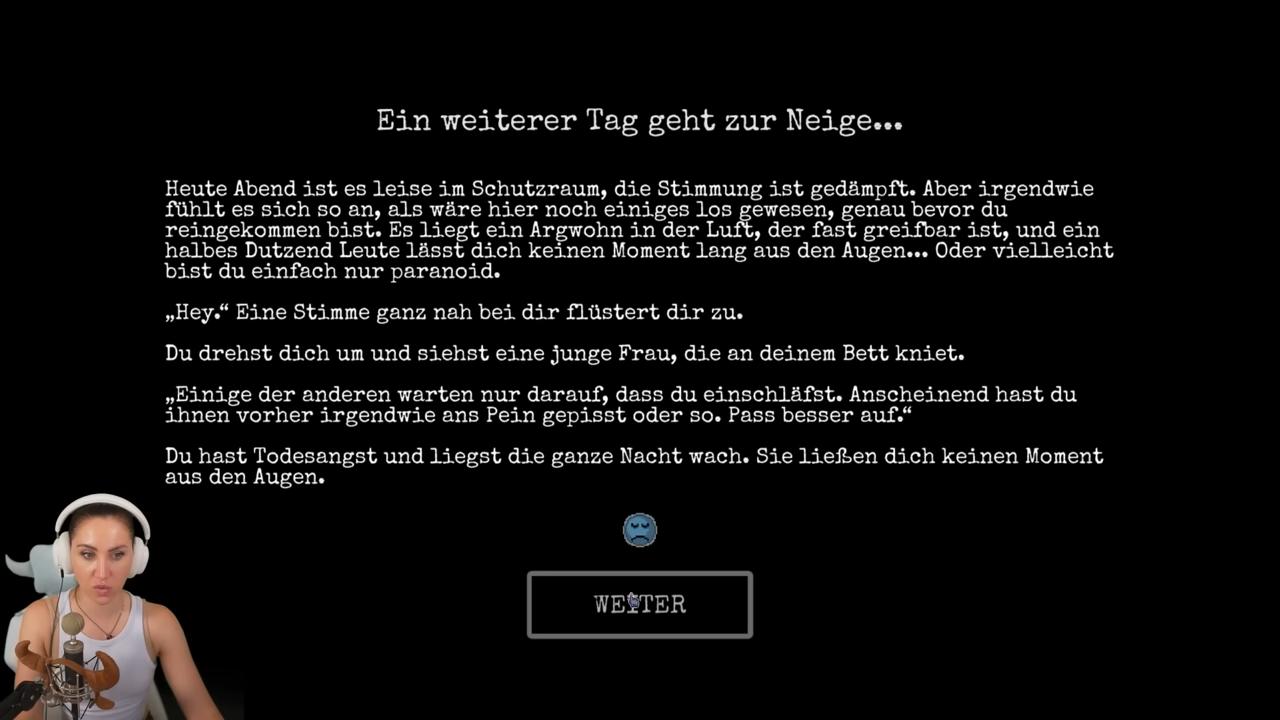 Ein weiterer Tag geht zur Neige...
Heute Abend ist es leise im Schutzraum, die Stimmung ist gedämpft. Aber irgendwie
fühlt es sich so an, als wäre hier noch einiges los gewesen, genau bevor du
reingekommen bist. Es liegt ein Argwohn in der Luft, der fast greifbar ist, und ein
halbes Dutzend Leute lässt dich keinen Moment lang aus den Augen... Oder vielleicht
bist du einfach nur paranoid.
„Hey.“ Eine Stimme ganz nah bei dir flüstert dir zu.
Du drehst dich um und siehst eine junge Frau, die an deinem Bett kniet.
„Einige der anderen warten nur darauf, dass du einschläfst. Anscheinend hast du
ihnen vorher irgendwie ans Pein gepisst oder so. Pass besser auf.“
Du hast Todesangst und liegst die ganze Nacht wach. Sie ließen dich keinen Moment
aus den Augen.
WEITER